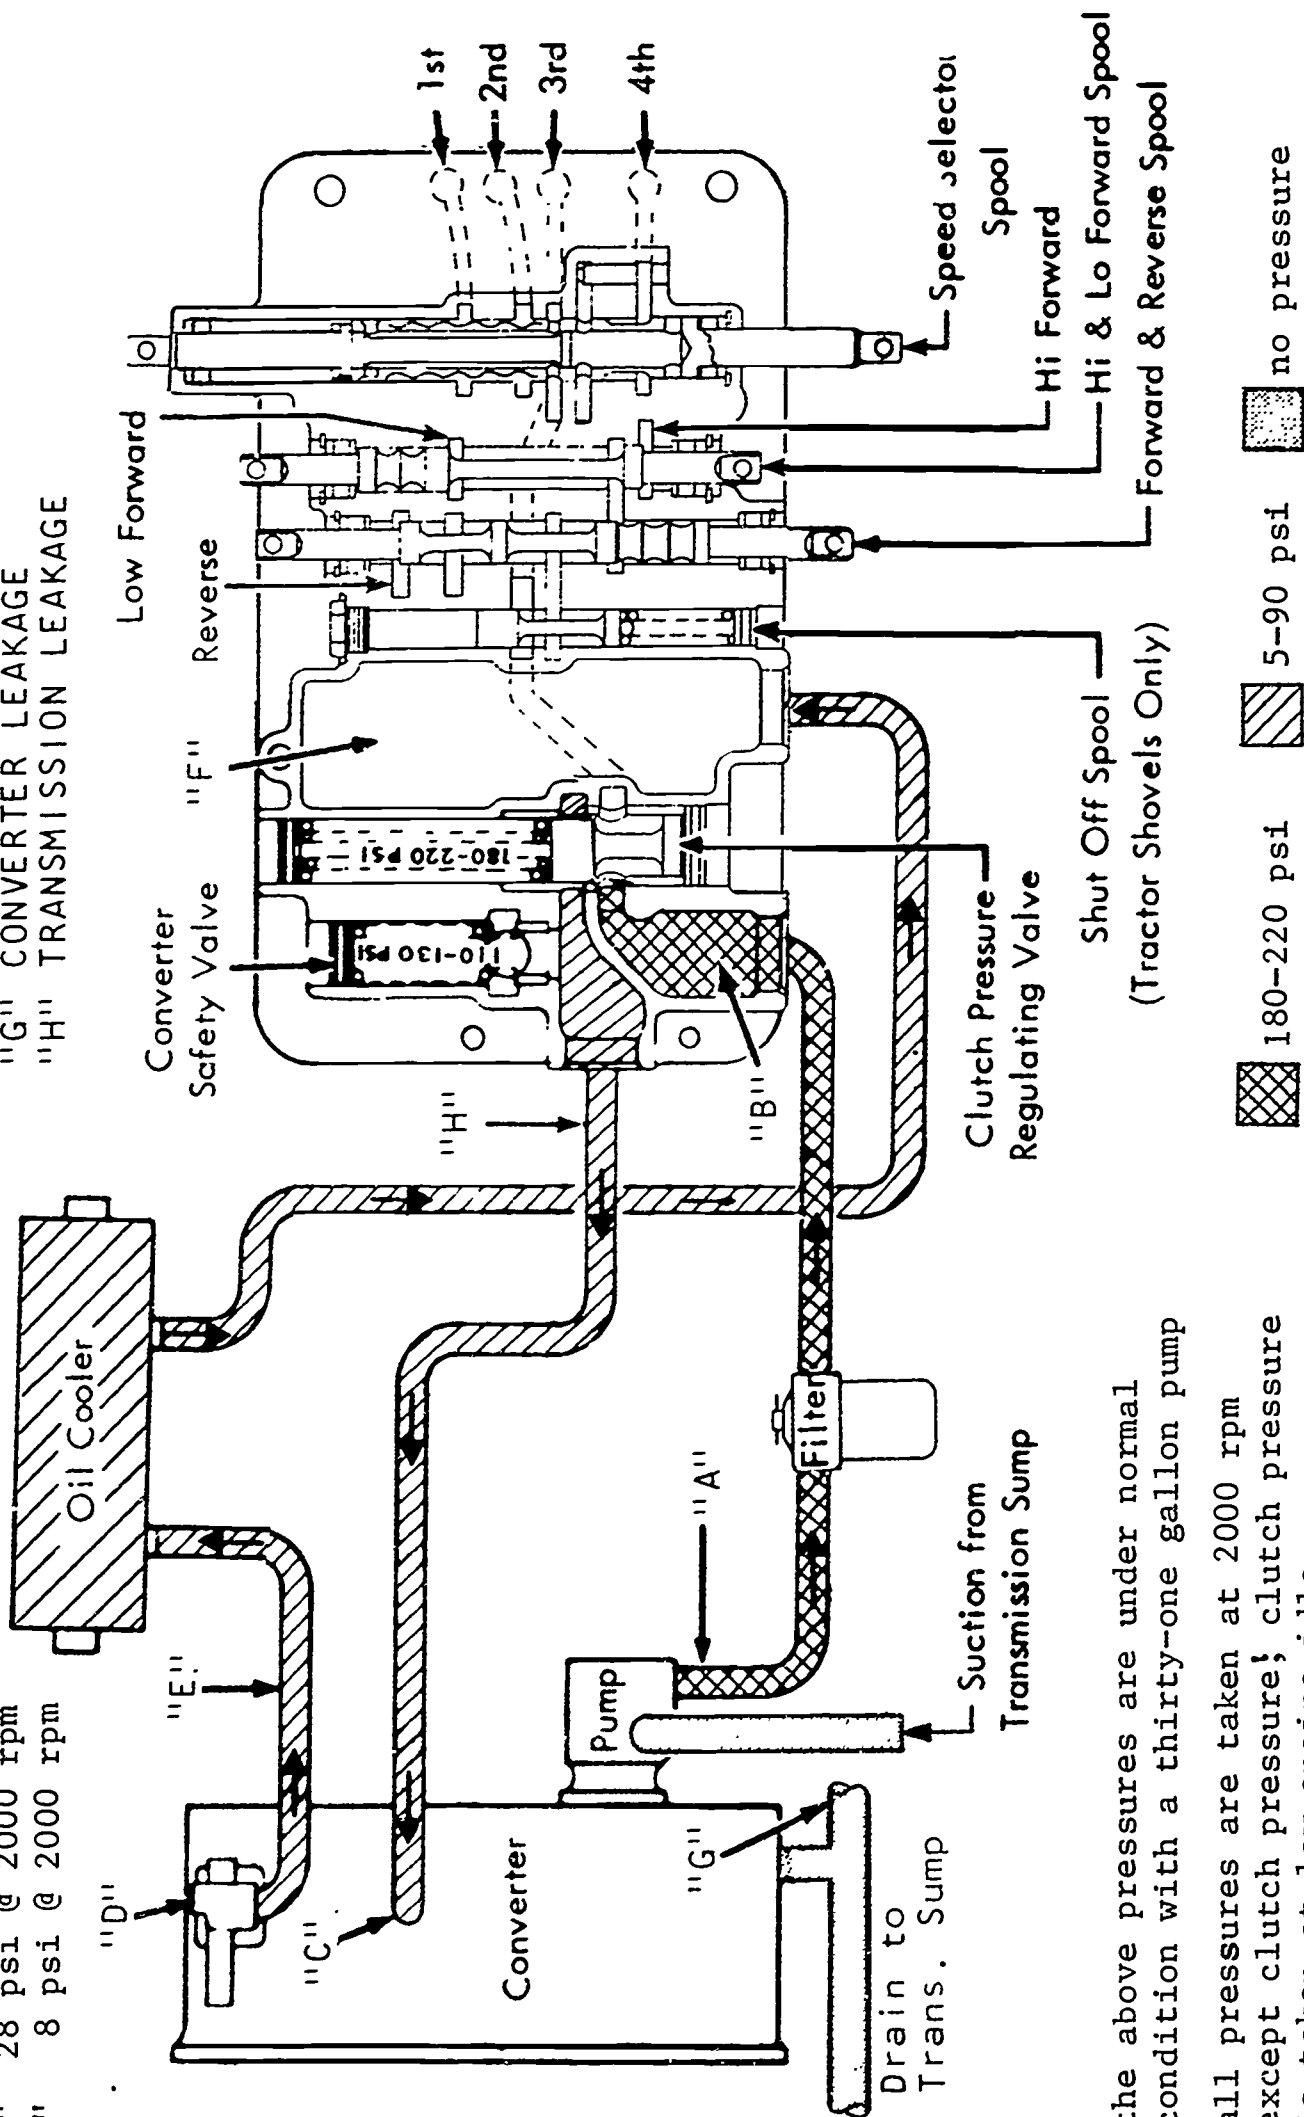 28 psi @ 2000 rpm
8 psi @ 2000 rpm
"G" CONVERTER LEAKAGE
"H" TRANSMISSION LEAKAGE
"D"
"E"
Oil Cooler
"C"
Converter
"G"
Drain to
Trans. Sump
Pump
Suction from
Transmission Sump
"A"
Filter
"H"
"B"
Converter
Safety Valve
110-130 PSI
180-220 PSI
"F"
Reverse
Low Forward
1st
2nd
3rd
4th
Speed Selector
Spool
Hi Forward
Hi & Lo Forward Spool
Forward & Reverse Spool
Shut Off Spool
(Tractor Shovels Only)
Clutch Pressure
Regulating Valve
180-220 psi
5-90 psi
no pressure
the above pressures are under normal
condition with a thirty-one gallon pump
all pressures are taken at 2000 rpm
except clutch pressure; clutch pressure